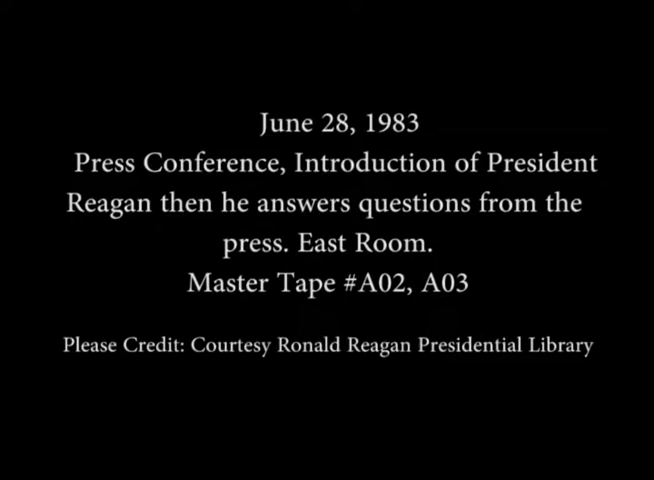 June 28, 1983
Press Conference, Introduction of President
Reagan then he answers questions from the
press. East Room.
Master Tape #A02, A03
Please Credit: Courtesy Ronald Reagan Presidential Library